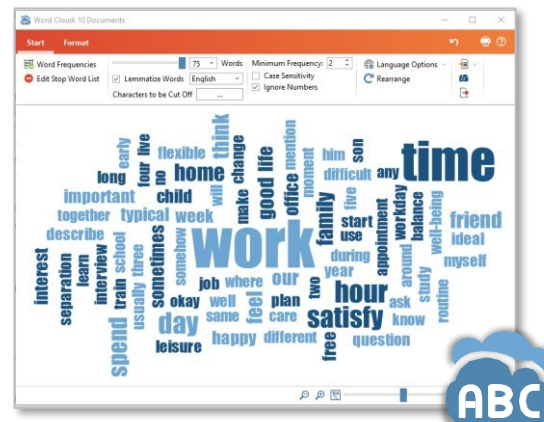 Word Cloud: 10 Documents
Start Format
Word Frequencies 75 Words Minimum Frequency: 2 Language Options
Edit Stop Word List Lemmatize Words English Case Sensitivity Rearrange
Characters to be Cut Off ... Ignore Numbers
time
work
think
early
four
live
flexible
long
no
home
will
change
make
good
life
office
mention
moment
him
son
difficult
any
important
child
together
typical
week
describe
sometimes
somehow
family
five
start
use
appointment
workday
balance
well-being
friend
ideal
myself
interest
separation
learn
interview
train
school
usually
three
during
year
around
study
routine
job
where
our
two
hour
okay
well
feel
plan
ask
spend
day
same
care
satisfy
know
leisure
happy
different
free
question
ABC